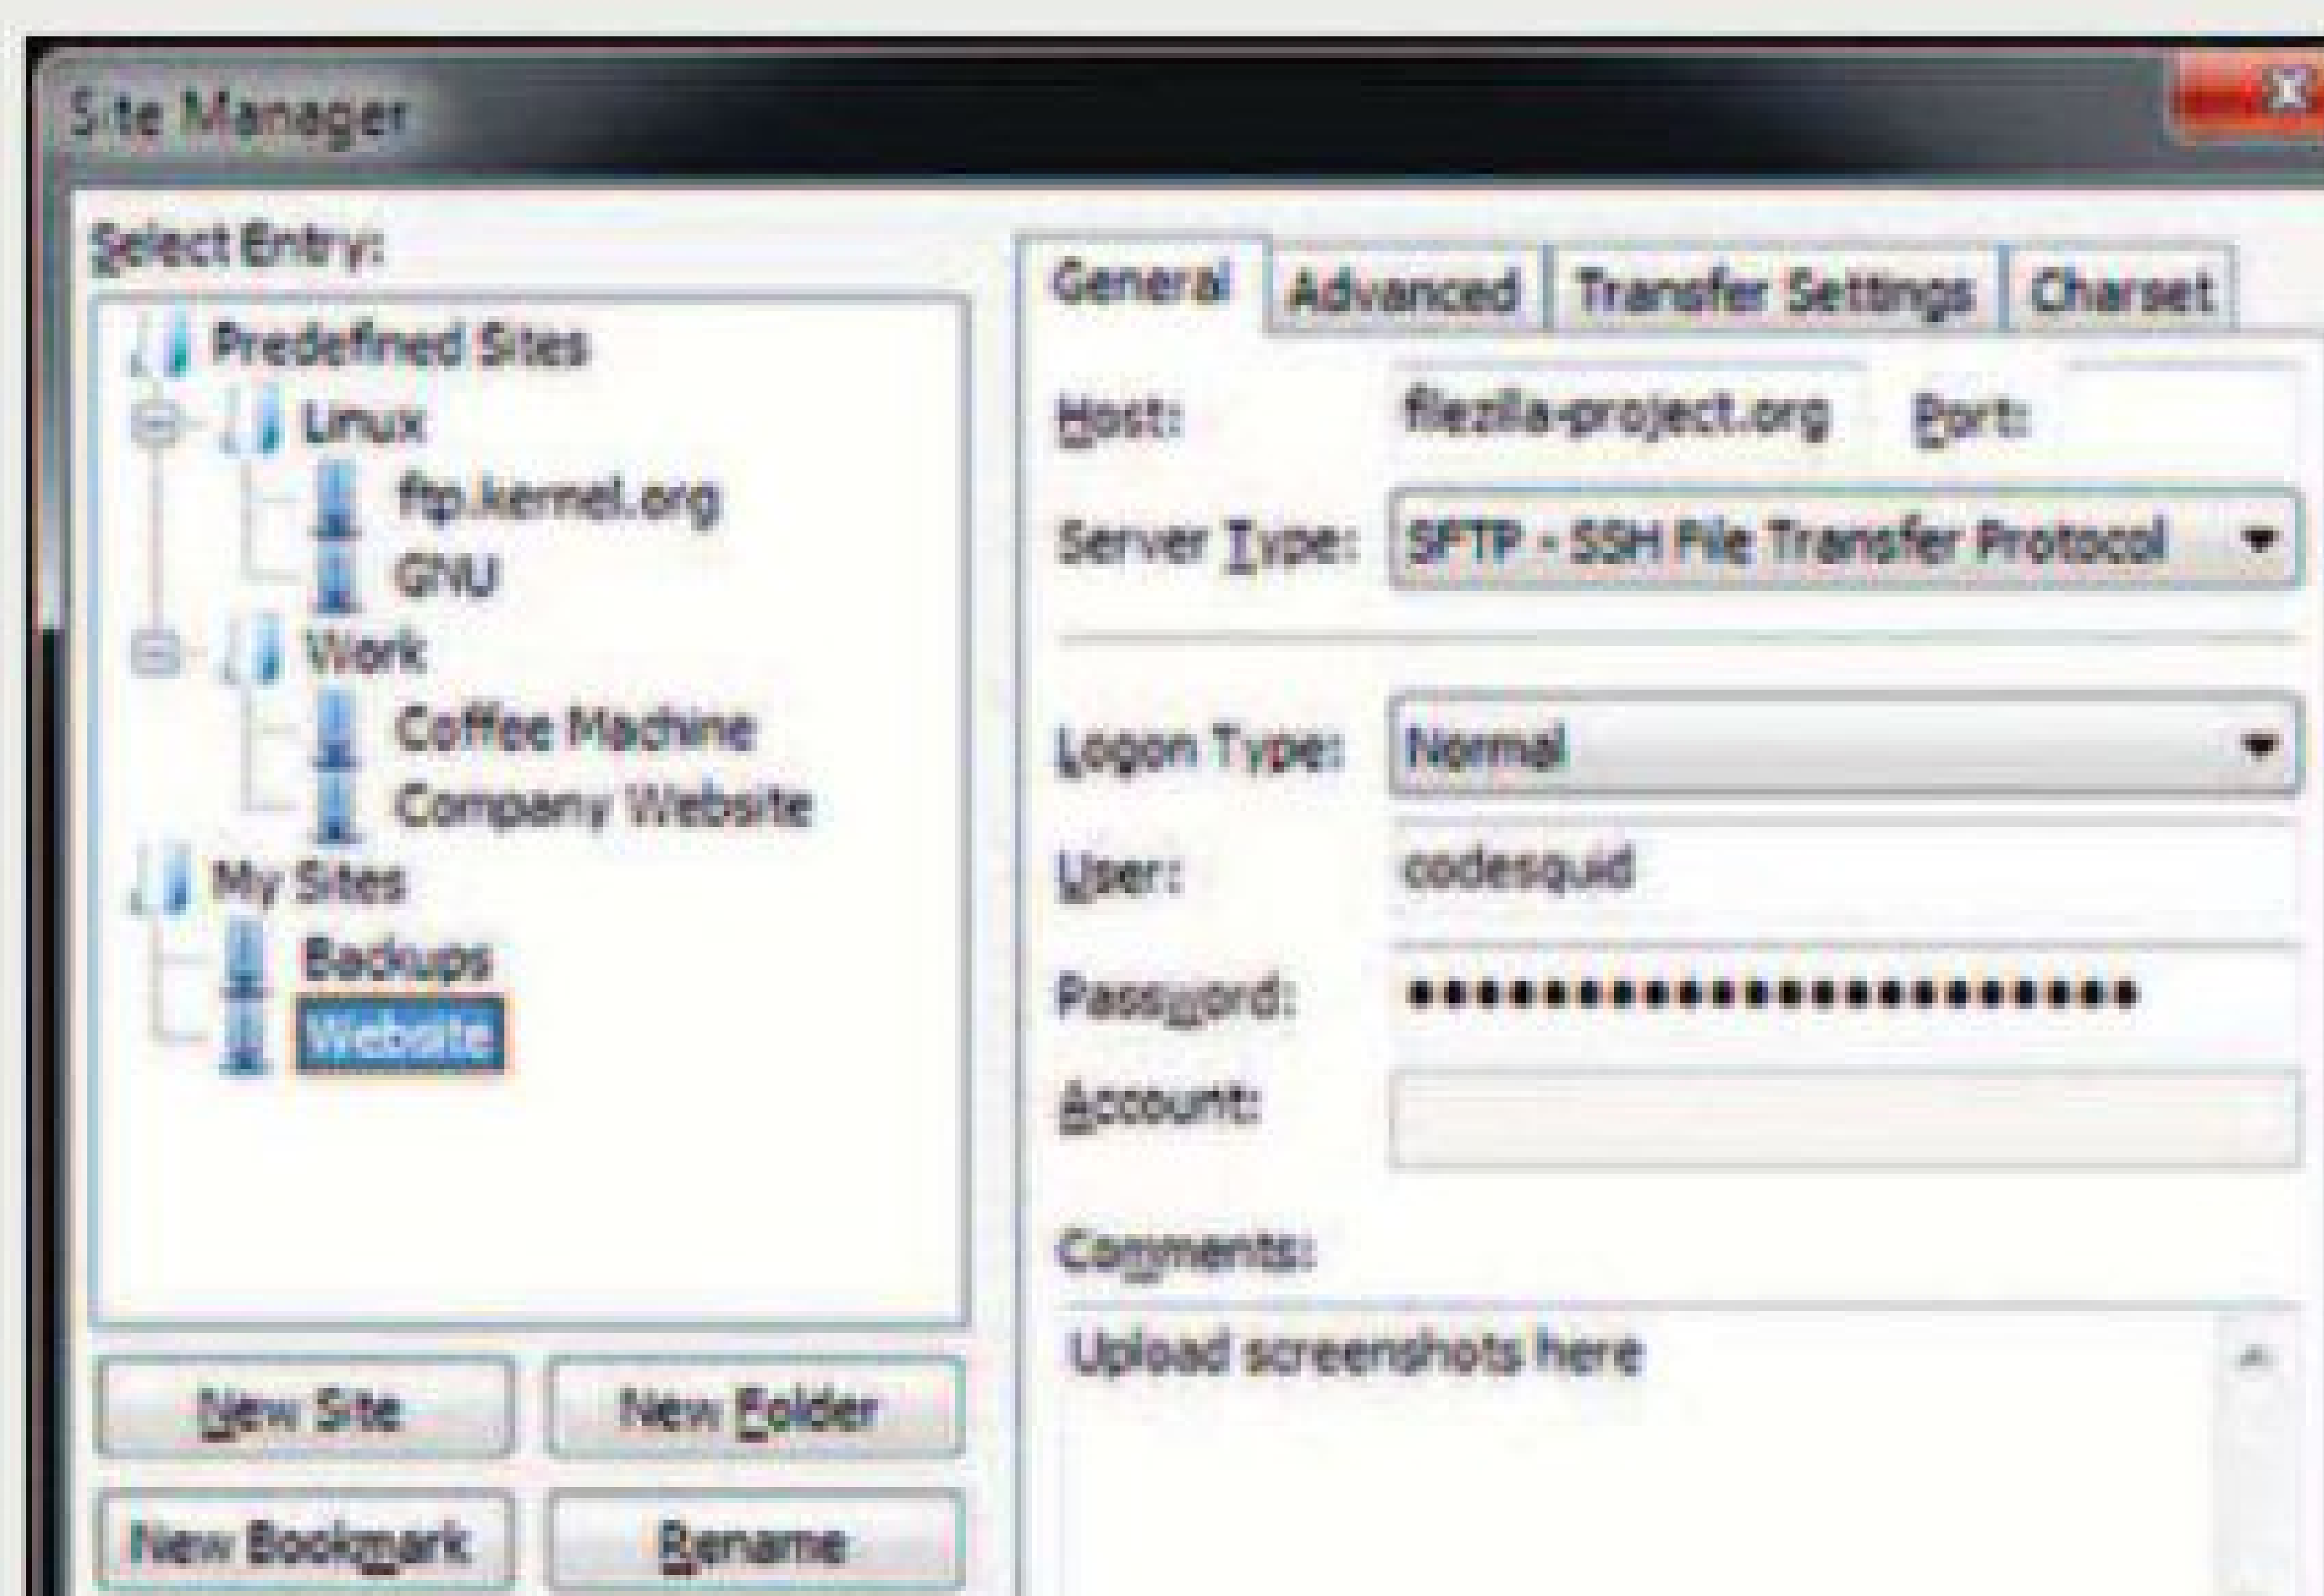 Site Manager
Select Entry:
Predefined Sites
Linux
ftp.kernel.org
GNU
Work
Coffee Machine
Company Website
My Sites
Backups
Website
New Site
New Folder
New Bookmark
Rename
General
Advanced
Transfer Settings
Charset
Host:
filezilla-project.org
Port:
Server Type:
SFTP - SSH File Transfer Protocol
Logon Type:
Normal
User:
codesquid
Password:
••••••••••••••••••••••
Account:
Comments:
Upload screenshots here